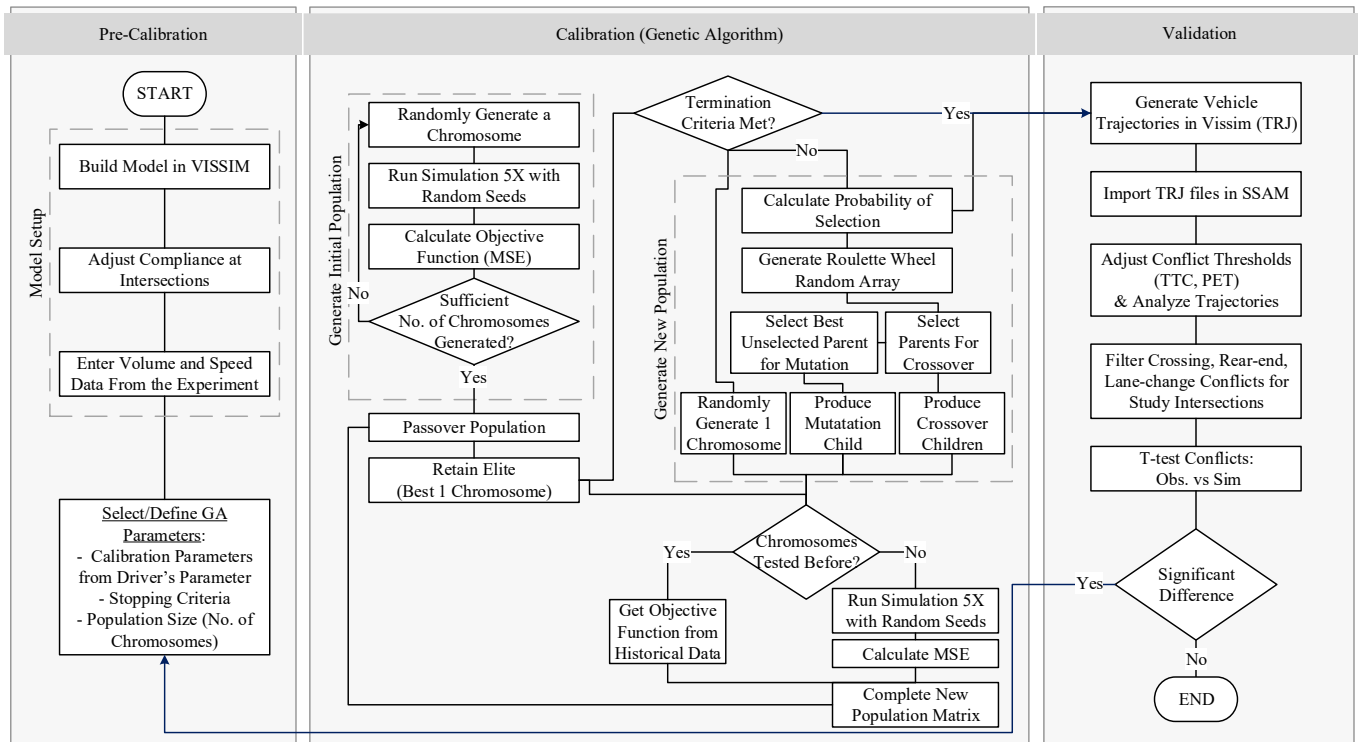 Pre-Calibration
START
Model Setup
Build Model in VISSIM
Adjust Compliance at
Intersections
Enter Volume and Speed
Data From the Experiment
Select/Define GA
Parameters:
- Calibration Parameters
from Driver's Parameter
- Stopping Criteria
- Population Size (No. of
Chromosomes)
Calibration (Genetic Algorithm)
Generate Initial Population
Randomly Generate a
Chromosome
Run Simulation 5X with
Random Seeds
Calculate Objective
Function (MSE)
No
Sufficient
No. of Chromosomes
Generated?
Yes
Passover Population
Retain Elite
(Best 1 Chromosome)
Termination
Criteria Met?
Yes
No
Generate New Population
Calculate Probability of
Selection
Generate Roulette Wheel
Random Array
Select Best
Unselected Parent
for Mutation
Select
Parents For
Crossover
Randomly
Generate 1
Chromosome
Produce
Mutatation
Child
Produce
Crossover
Children
Chromosomes
Tested Before?
Yes
No
Get Objective
Function from
Historical Data
Run Simulation 5X
with Random Seeds
Calculate MSE
Complete New
Population Matrix
Validation
Generate Vehicle
Trajectories in Vissim (TRJ)
Import TRJ files in SSAM
Adjust Conflict Thresholds
(TTC, PET)
& Analyze Trajectories
Filter Crossing, Rear-end,
Lane-change Conflicts for
Study Intersections
T-test Conflicts:
Obs. vs Sim
Yes
Significant
Difference
No
END